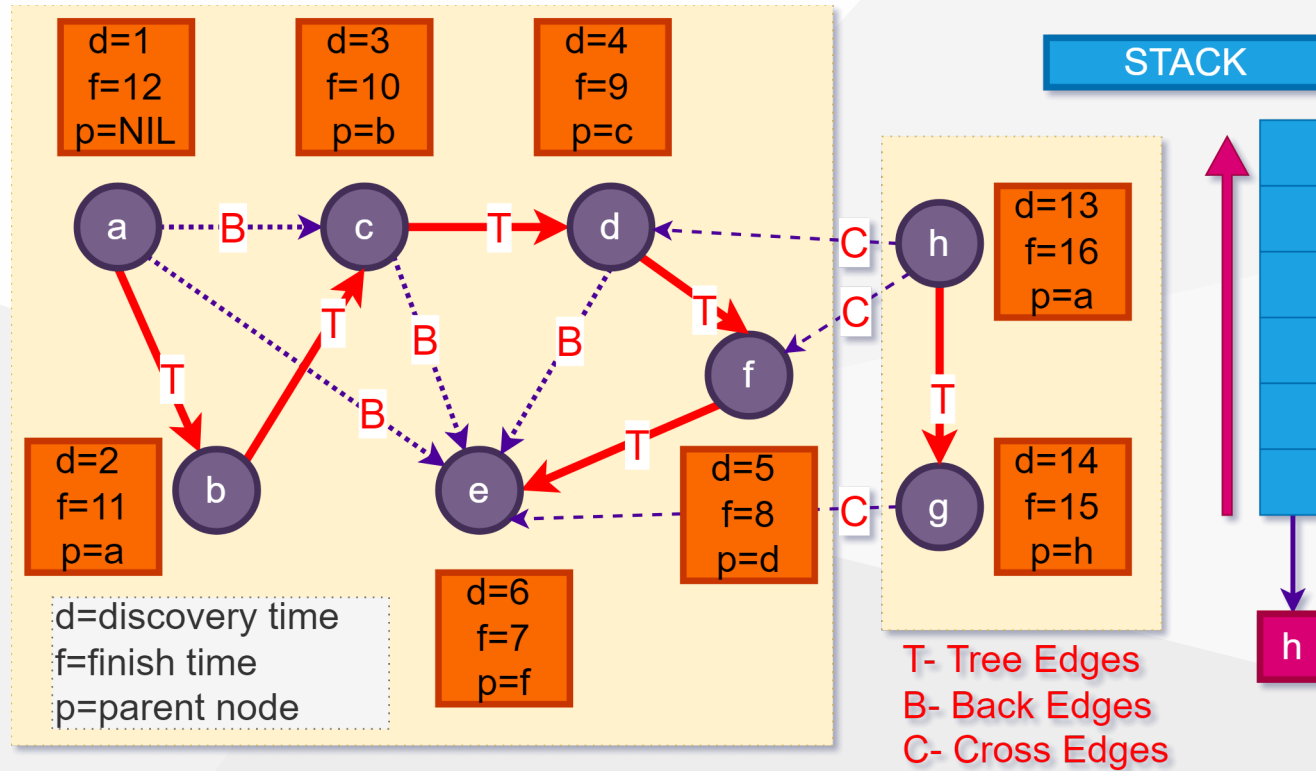 d=1
f=12
p=NIL
d=3
f=10
p=b
d=4
f=9
p=c
STACK
a
B
c
T
d
C
h
d=13
f=16
p=a
T
T
B
B
T
C
f
T
B
T
T
d=2
f=11
p=a
b
e
d=5
f=8
p=d
C
g
d=14
f=15
p=h
d=6
f=7
p=f
d=discovery time
f=finish time
p=parent node
T- Tree Edges
B- Back Edges
C- Cross Edges
h